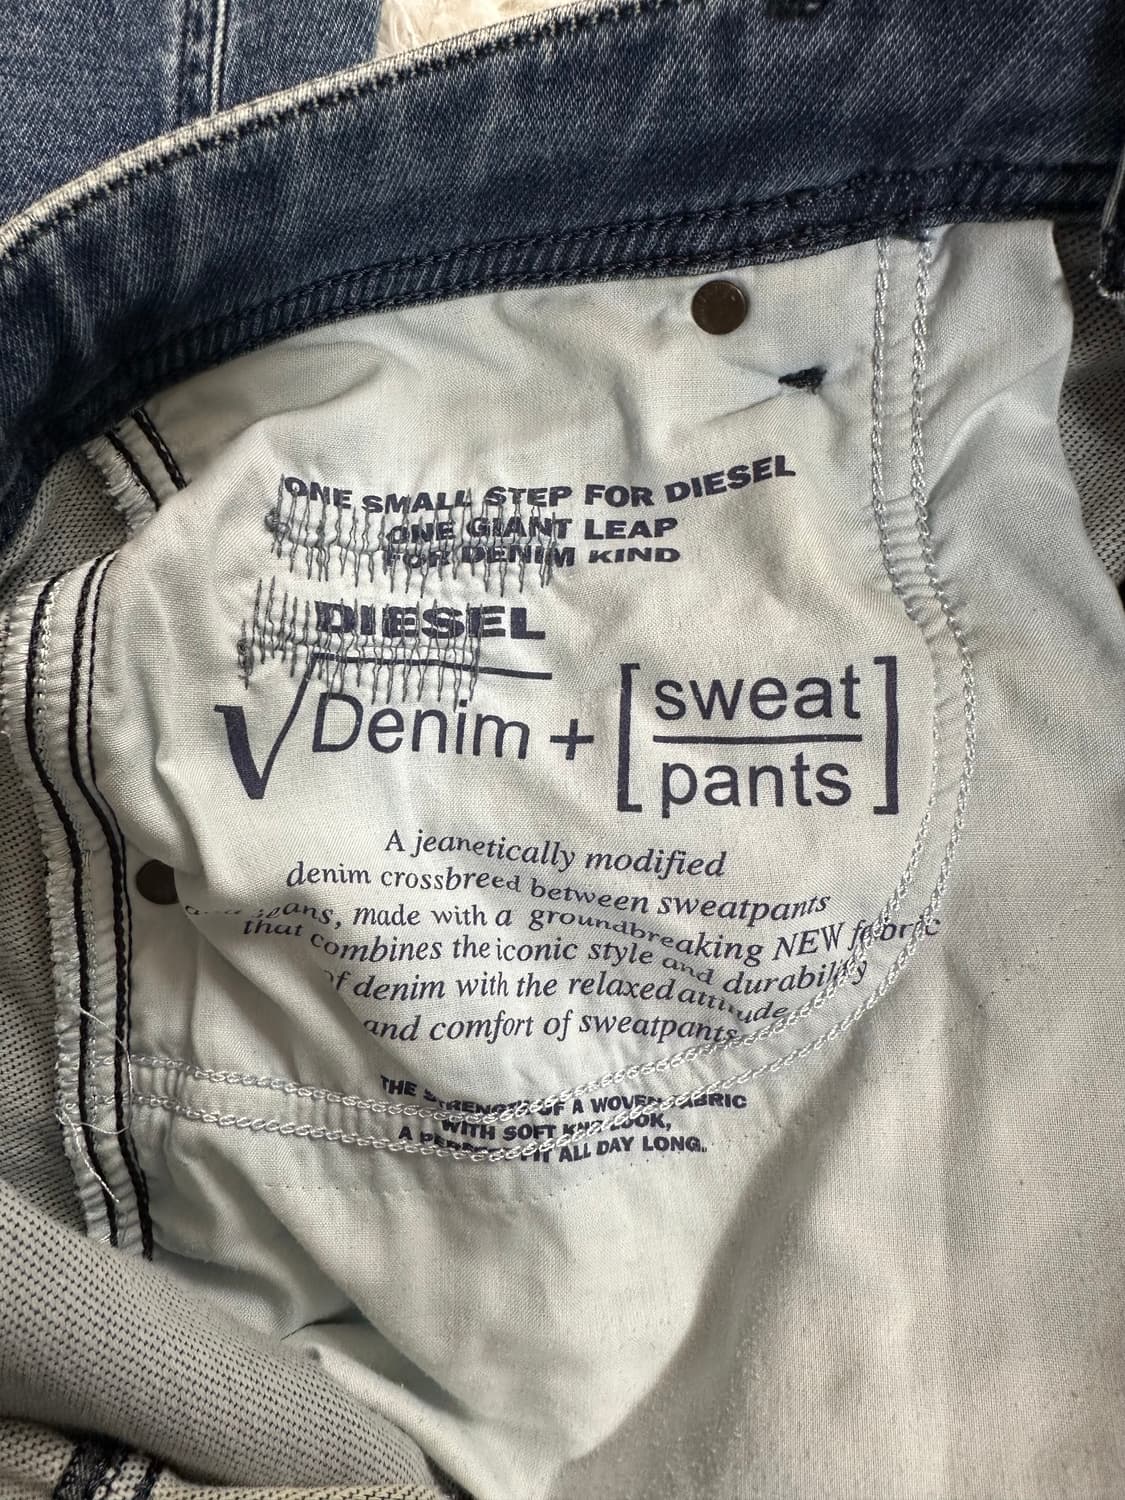 ONE SMALL STEP FOR DIESEL
ONE GIANT LEAP
FOR DENIM KIND
DIESEL
√Denim + [sweat
pants]
A jeanetically modified
denim crossbreed between sweatpants
and jeans, made with a groundbreaking NEW fabric
that combines the iconic style and durability
of denim with the relaxed attitude
and comfort of sweatpants
THE STRENGTH OF A WOVEN FABRIC
WITH SOFT KNIT LOOK,
A PERFECT FIT ALL DAY LONG.